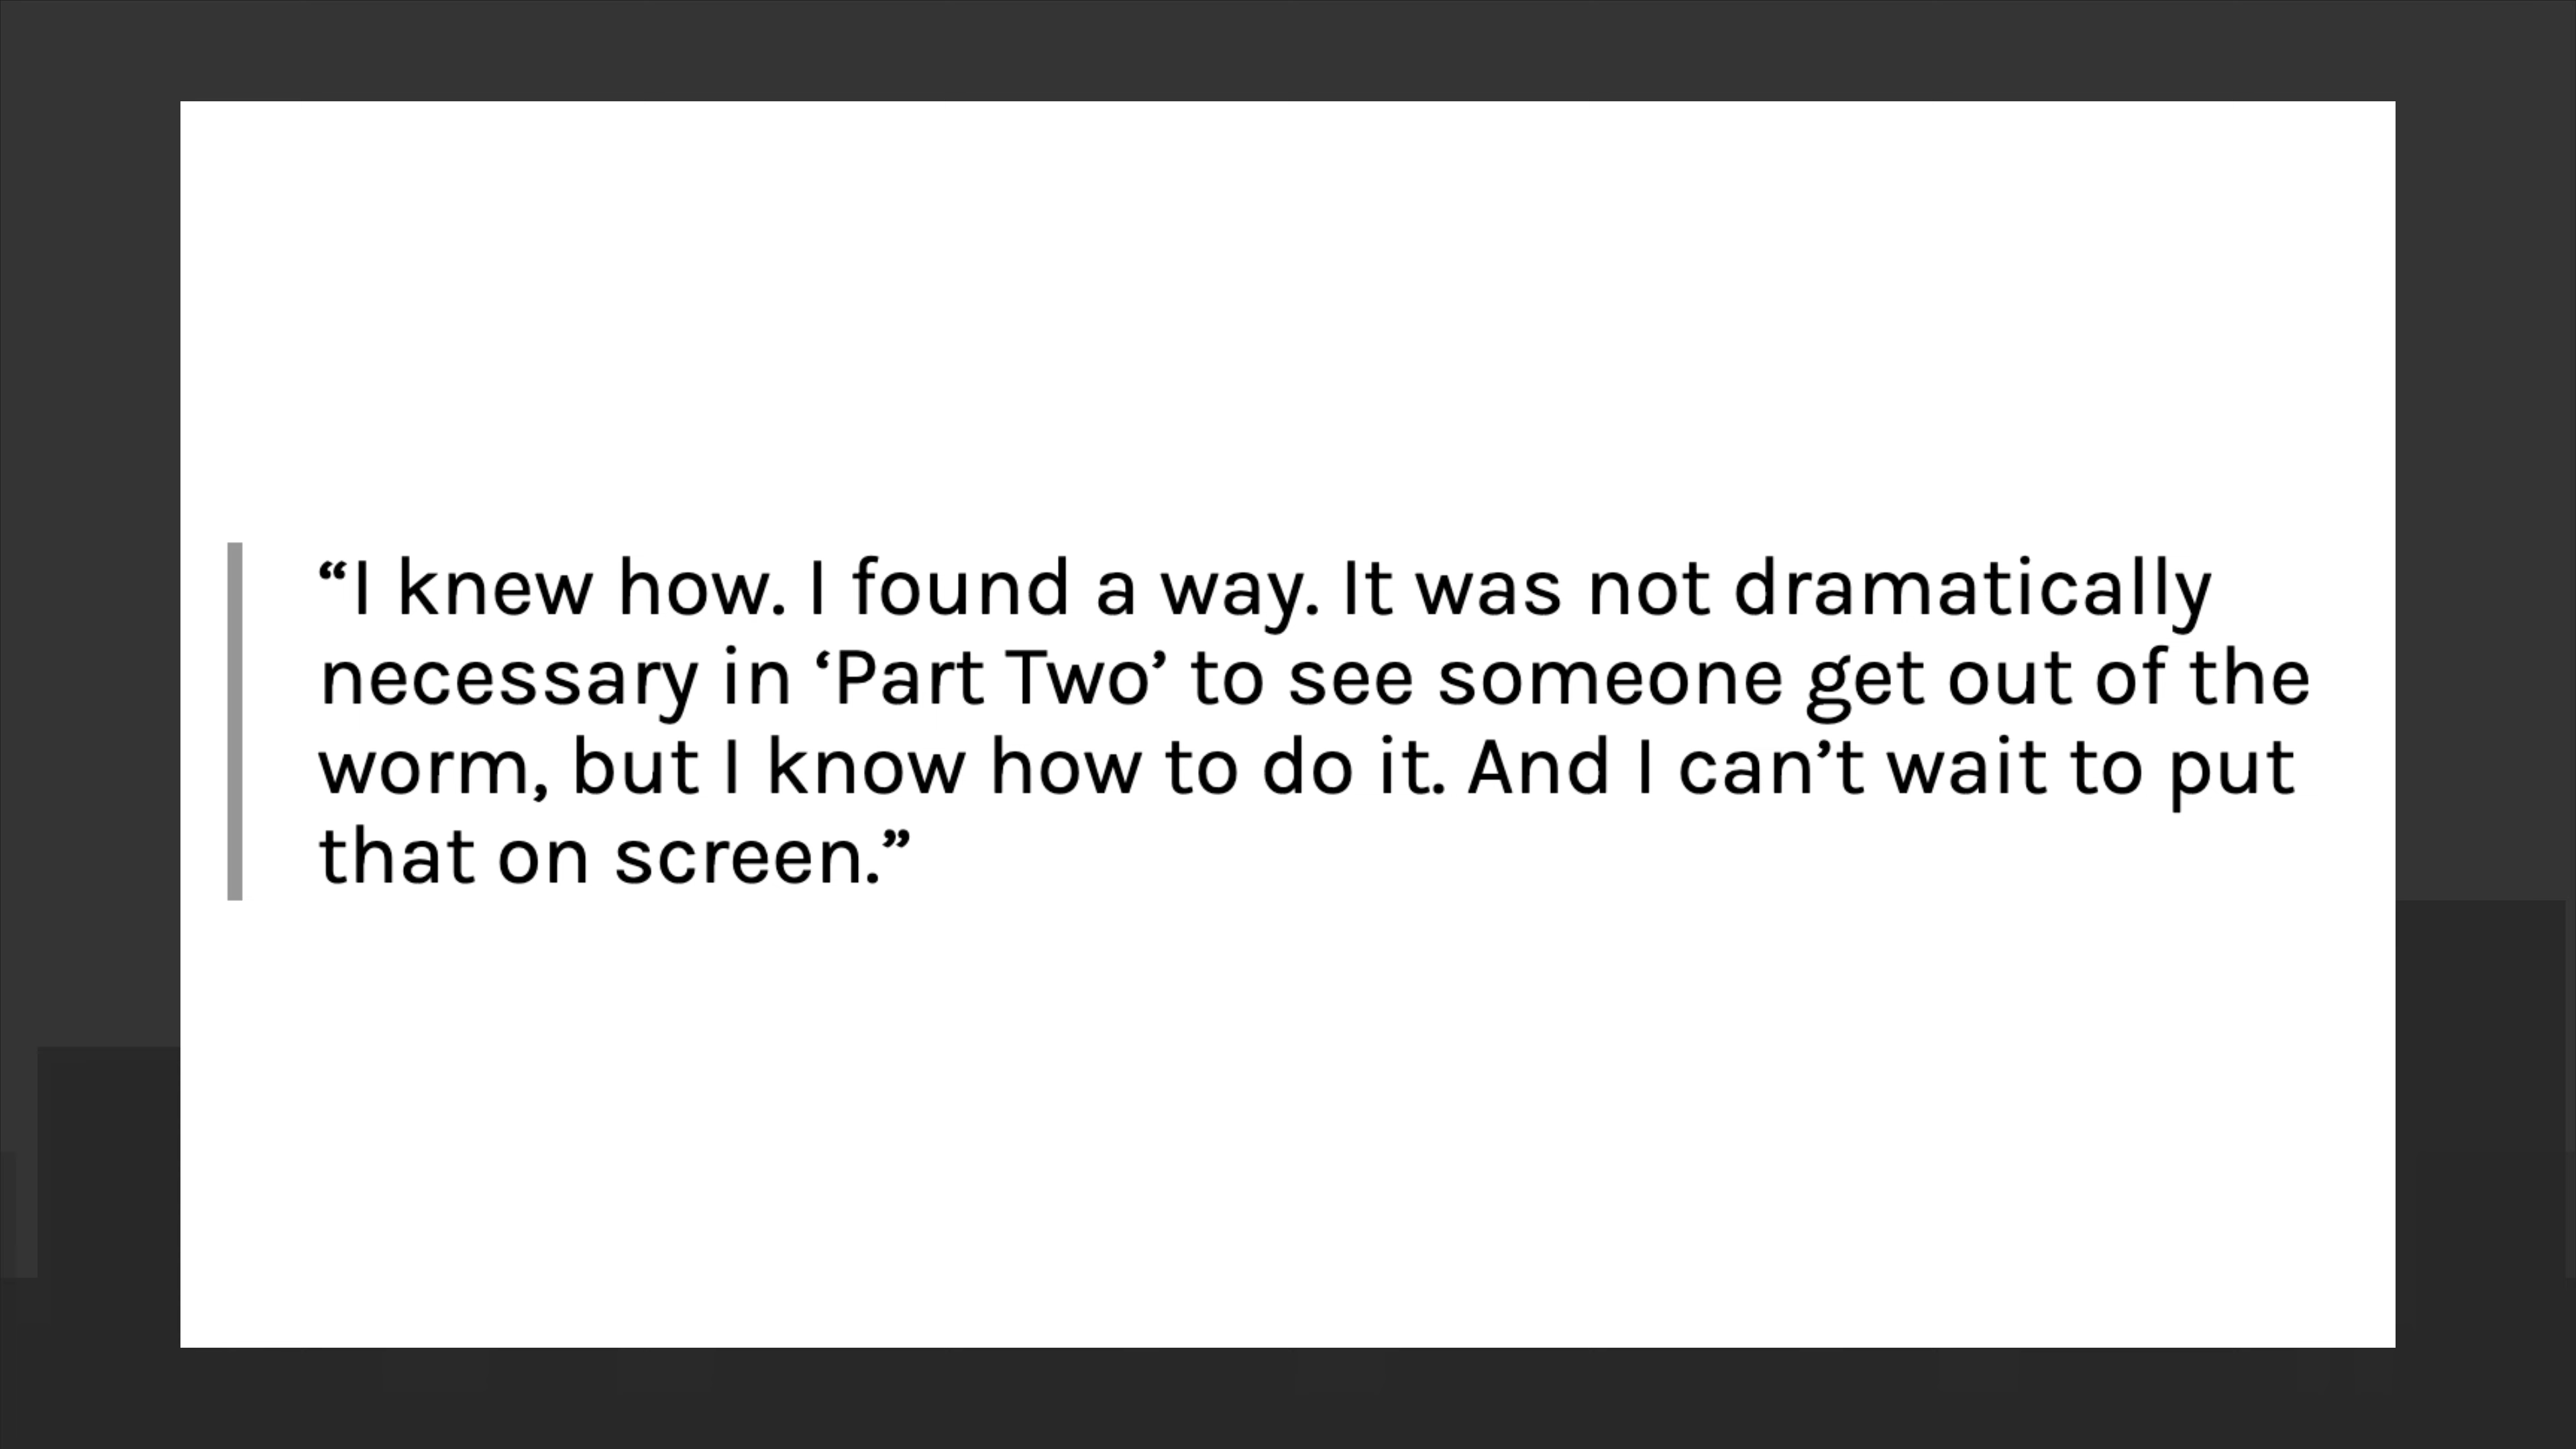 “I knew how. I found a way. It was not dramatically
necessary in ‘Part Two’ to see someone get out of the
worm, but I know how to do it. And I can’t wait to put
that on screen.”